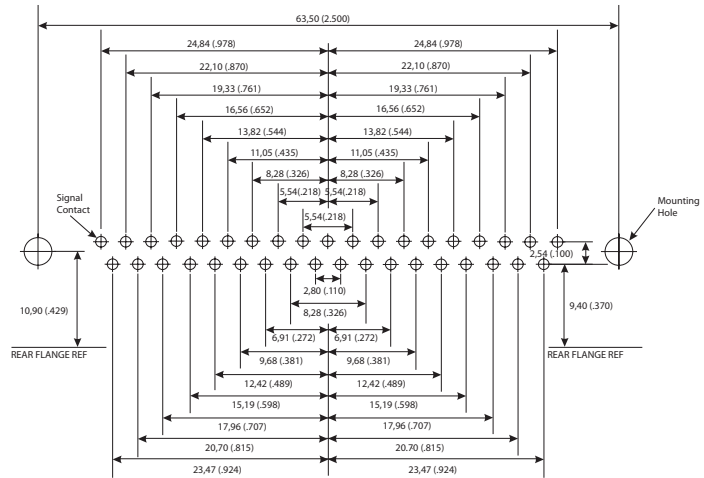 63,50 (2.500)
24,84 (.978) 24,84 (.978)
22,10 (.870) 22,10 (.870)
19,33 (.761) 19,33 (.761)
16,56 (.652) 16,56 (.652)
13,82 (.544) 13,82 (.544)
11,05 (.435) 11,05 (.435)
8,28 (.326) 8,28 (.326)
5,54(.218) 5,54(.218)
Signal
Contact
5,54(.218)
Mounting
Hole
2,54 (.100)
2,80 (.110)
10,90 (.429)
9,40 (.370)
8,28 (.326)
6,91 (.272) 6,91 (.272)
REAR FLANGE REF REAR FLANGE REF
9,68 (.381) 9,68 (.381)
12,42 (.489) 12,42 (.489)
15,19 (.598) 15,19 (.598)
17,96 (.707) 17,96 (.707)
20,70 (.815) 20.70 (.815)
23,47 (.924) 23,47 (.924)